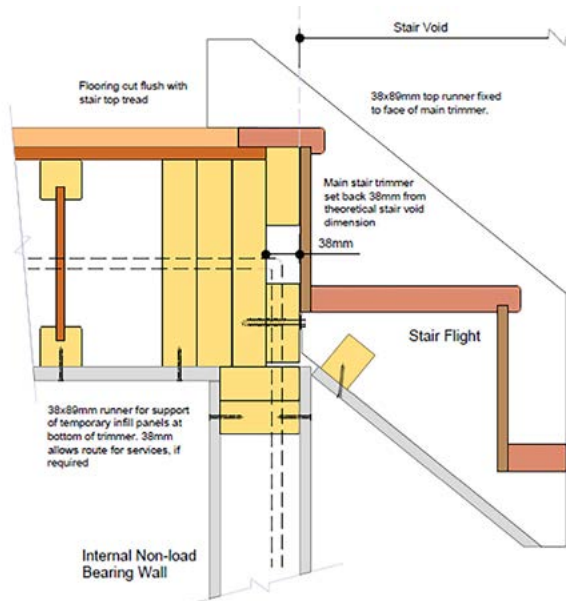 Stair Void
Flooring cut flush with
stair top tread
38x89mm top runner fixed
to face of main trimmer.
Main stair trimmer
set back 38mm from
theoretical stair void
dimension
38mm
Stair Flight
38x89mm runner for support
of temporary infill panels at
bottom of trimmer. 38mm
allows route for services, if
required
Internal Non-load
Bearing Wall